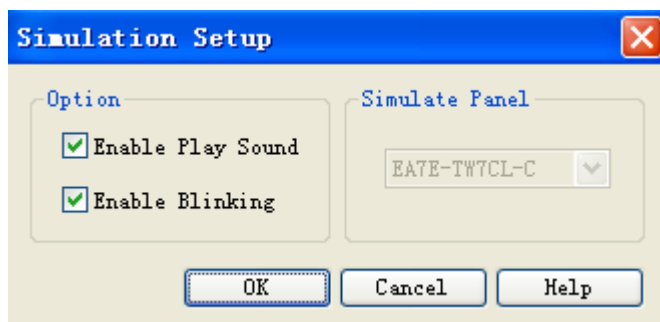 Simulation Setup
Option
Enable Play Sound
Enable Blinking
Simulate Panel
EA7E-TW7CL-C
OK
Cancel
Help